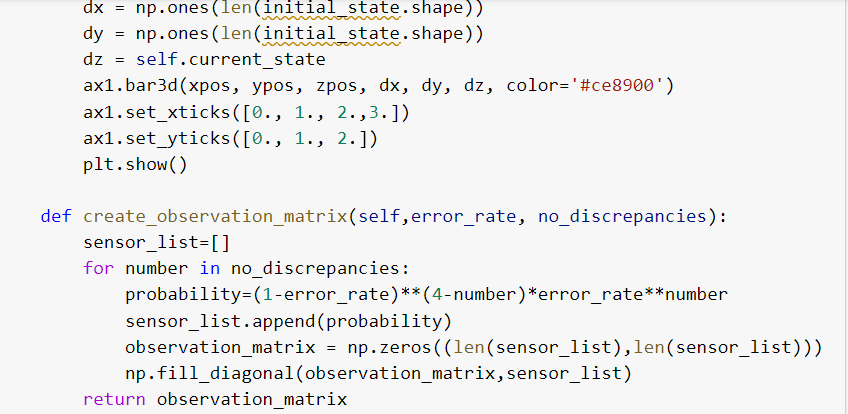 dx = np.ones(len(initial_state.shape))
dy = np.ones(len(initial_state.shape))
dz = self.current_state
ax1.bar3d(xpos, ypos, zpos, dx, dy, dz, color='#ce8900')
ax1.set_xticks([0., 1., 2.,3.])
ax1.set_yticks([0., 1., 2.])
plt.show()
def create_observation_matrix(self,error_rate, no_discrepancies):
sensor_list=[]
for number in no_discrepancies:
probability=(1-error_rate)**(4-number)*error_rate**number
sensor_list.append(probability)
observation_matrix = np.zeros((len(sensor_list),len(sensor_list)))
np.fill_diagonal(observation_matrix,sensor_list)
return observation_matrix